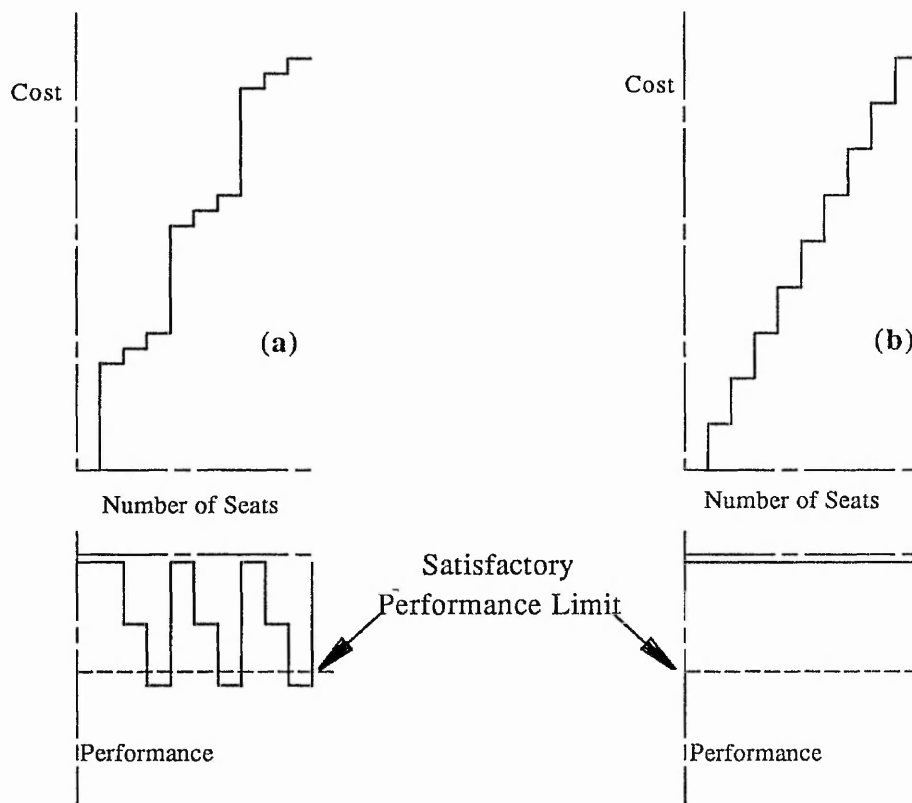 Cost
(a)
Number of Seats
Performance
Satisfactory
Performance Limit
Cost
(b)
Number of Seats
Performance